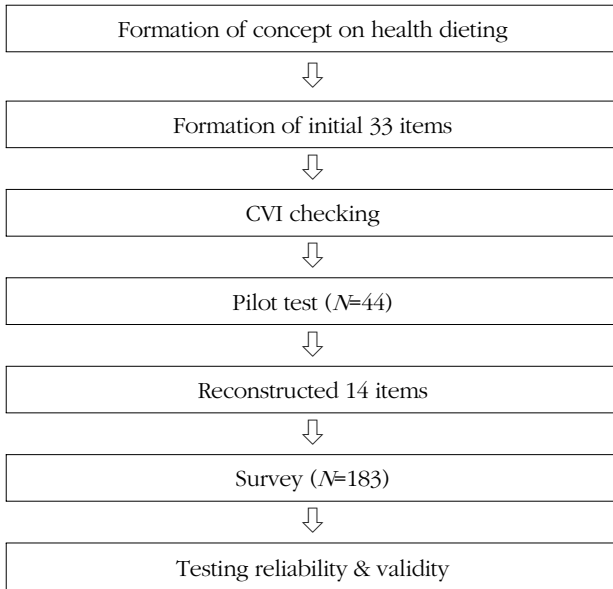 Formation of concept on health dieting
Formation of initial 33 items
CVI checking
Pilot test (N=44)
Reconstructed 14 items
Survey (N=183)
Testing reliability & validity